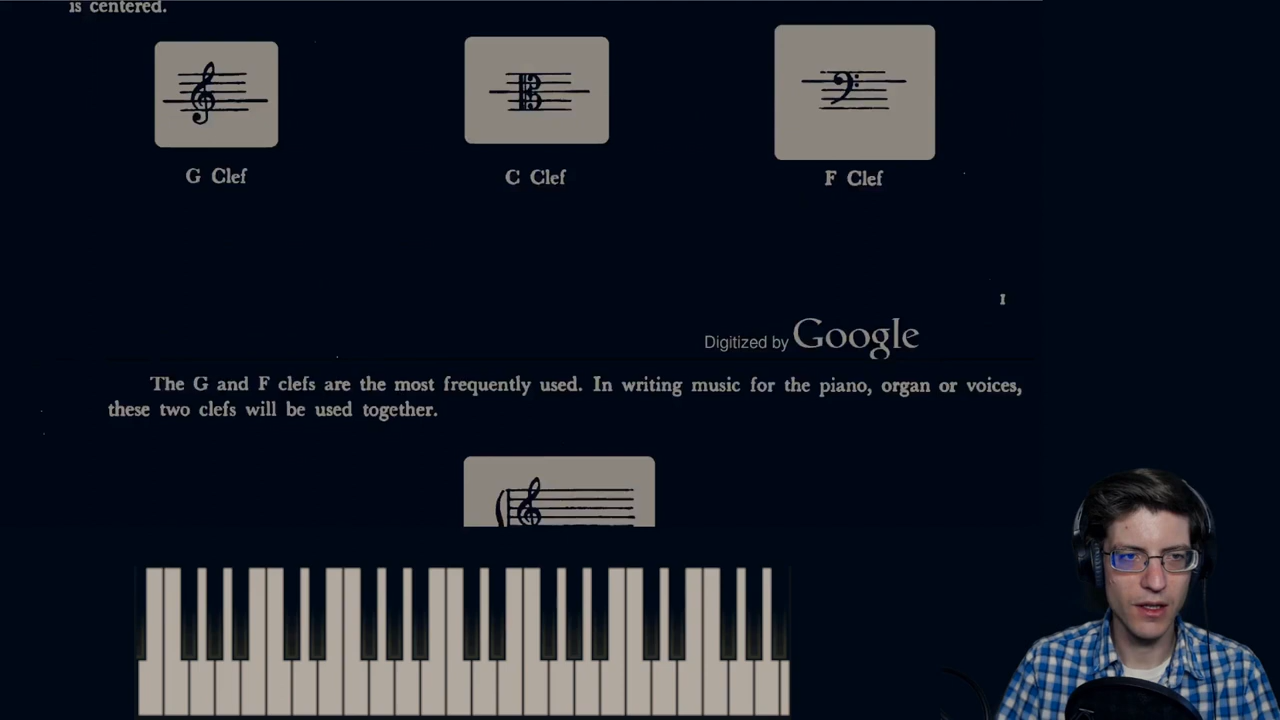 is centered.
G Clef
C Clef
F Clef
1
Digitized by Google
The G and F clefs are the most frequently used. In writing music for the piano, organ or voices,
these two clefs will be used together.